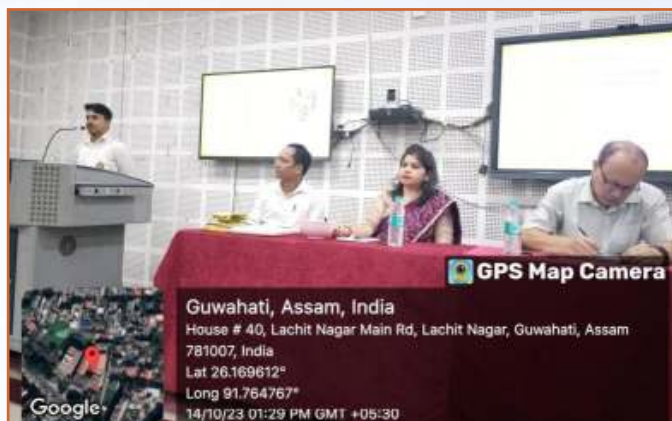 GPS Map Camera
Guwahati, Assam, India
House # 40, Lachit Nagar Main Rd, Lachit Nagar, Guwahati, Assam
781007, India
Lat 26.169612°
Long 91.764767°
14/10/23 01:29 PM GMT +05:30
Google